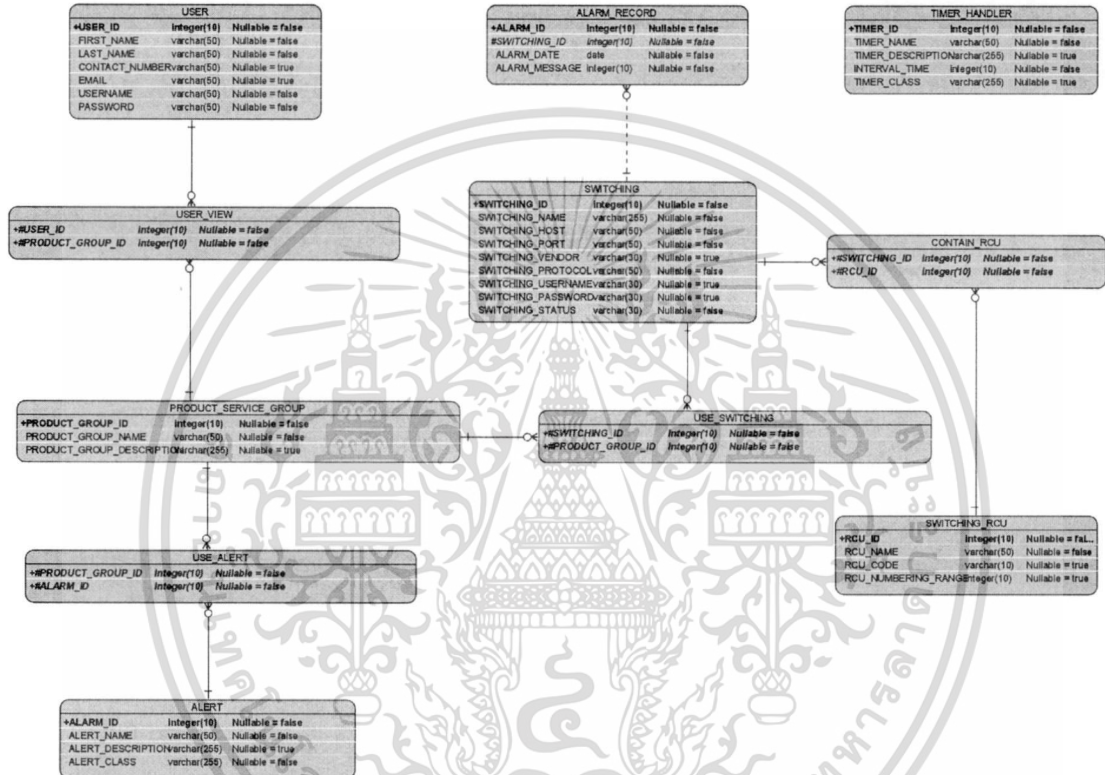 USER
+USER_ID integer(10) Nullable = false
FIRST_NAME varchar(50) Nullable = false
LAST_NAME varchar(50) Nullable = false
CONTACT_NUMBER varchar(50) Nullable = true
EMAIL varchar(50) Nullable = true
USERNAME varchar(50) Nullable = false
PASSWORD varchar(50) Nullable = false
ALARM_RECORD
+ALARM_ID integer(10) Nullable = false
#SWITCHING_ID integer(10) Nullable = false
ALARM_DATE date Nullable = false
ALARM_MESSAGE integer(10) Nullable = false
TIMER_HANDLER
+TIMER_ID integer(10) Nullable = false
TIMER_NAME varchar(50) Nullable = false
TIMER_DESCRIPTION varchar(255) Nullable = true
INTERVAL_TIME integer(10) Nullable = false
TIMER_CLASS varchar(255) Nullable = true
USER_VIEW
+#USER_ID integer(10) Nullable = false
+#PRODUCT_GROUP_ID integer(10) Nullable = false
SWITCHING
+SWITCHING_ID integer(10) Nullable = false
SWITCHING_NAME varchar(255) Nullable = false
SWITCHING_HOST varchar(50) Nullable = false
SWITCHING_PORT varchar(50) Nullable = false
SWITCHING_VENDOR varchar(30) Nullable = true
SWITCHING_PROTOCOL varchar(50) Nullable = false
SWITCHING_USERNAME varchar(30) Nullable = true
SWITCHING_PASSWORD varchar(30) Nullable = true
SWITCHING_STATUS varchar(30) Nullable = false
CONTAIN_RCU
+#SWITCHING_ID integer(10) Nullable = false
+#RCU_ID integer(10) Nullable = false
PRODUCT_SERVICE_GROUP
+PRODUCT_GROUP_ID integer(10) Nullable = false
PRODUCT_GROUP_NAME varchar(50) Nullable = false
PRODUCT_GROUP_DESCRIPTION varchar(255) Nullable = true
USE_SWITCHING
+#SWITCHING_ID integer(10) Nullable = false
+#PRODUCT_GROUP_ID integer(10) Nullable = false
USE_ALERT
+#PRODUCT_GROUP_ID integer(10) Nullable = false
+#ALARM_ID integer(10) Nullable = false
SWITCHING_RCU
+RCU_ID integer(10) Nullable = fal...
RCU_NAME varchar(50) Nullable = false
RCU_CODE varchar(10) Nullable = true
RCU_NUMBERING_RANGE integer(10) Nullable = true
ALERT
+ALARM_ID integer(10) Nullable = false
ALERT_NAME varchar(50) Nullable = false
ALERT_DESCRIPTION varchar(255) Nullable = true
ALERT_CLASS varchar(255) Nullable = false